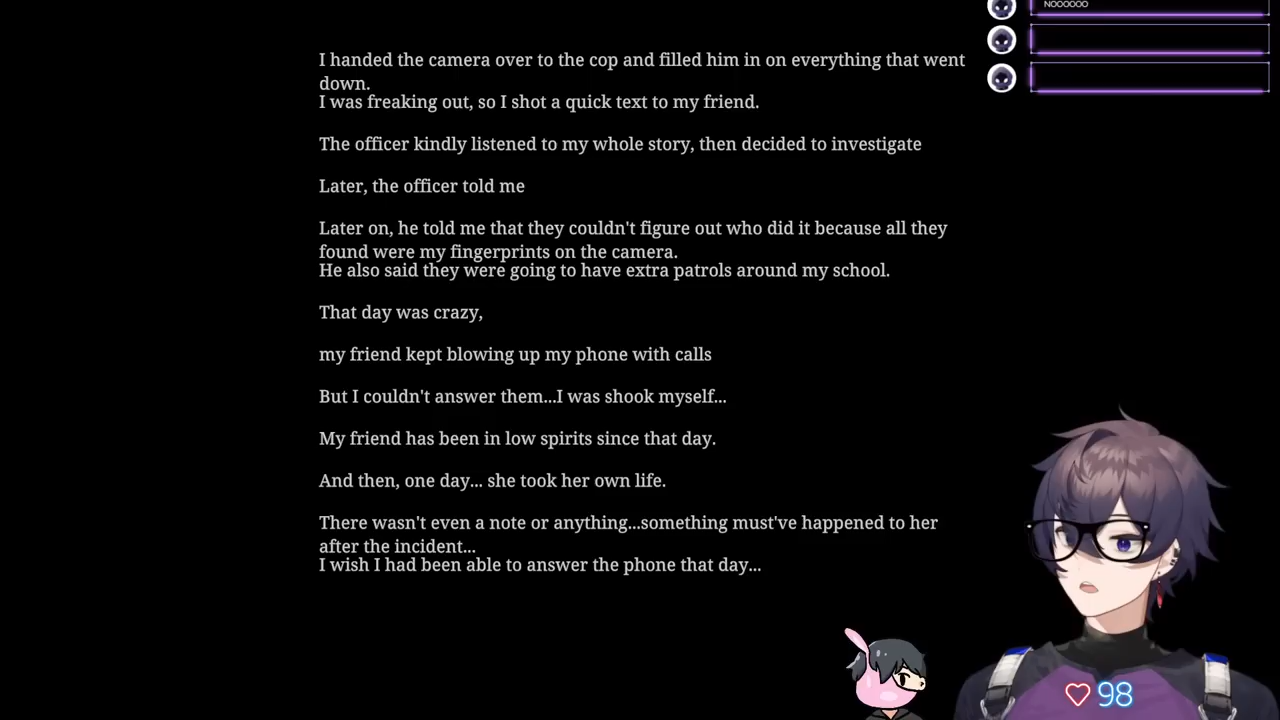 NOOOOOO
I handed the camera over to the cop and filled him in on everything that went
down.
I was freaking out, so I shot a quick text to my friend.
The officer kindly listened to my whole story, then decided to investigate
Later, the officer told me
Later on, he told me that they couldn't figure out who did it because all they
found were my fingerprints on the camera.
He also said they were going to have extra patrols around my school.
That day was crazy,
my friend kept blowing up my phone with calls
But I couldn't answer them...I was shook myself...
My friend has been in low spirits since that day.
And then, one day... she took her own life.
There wasn't even a note or anything...something must've happened to her
after the incident...
I wish I had been able to answer the phone that day...
98